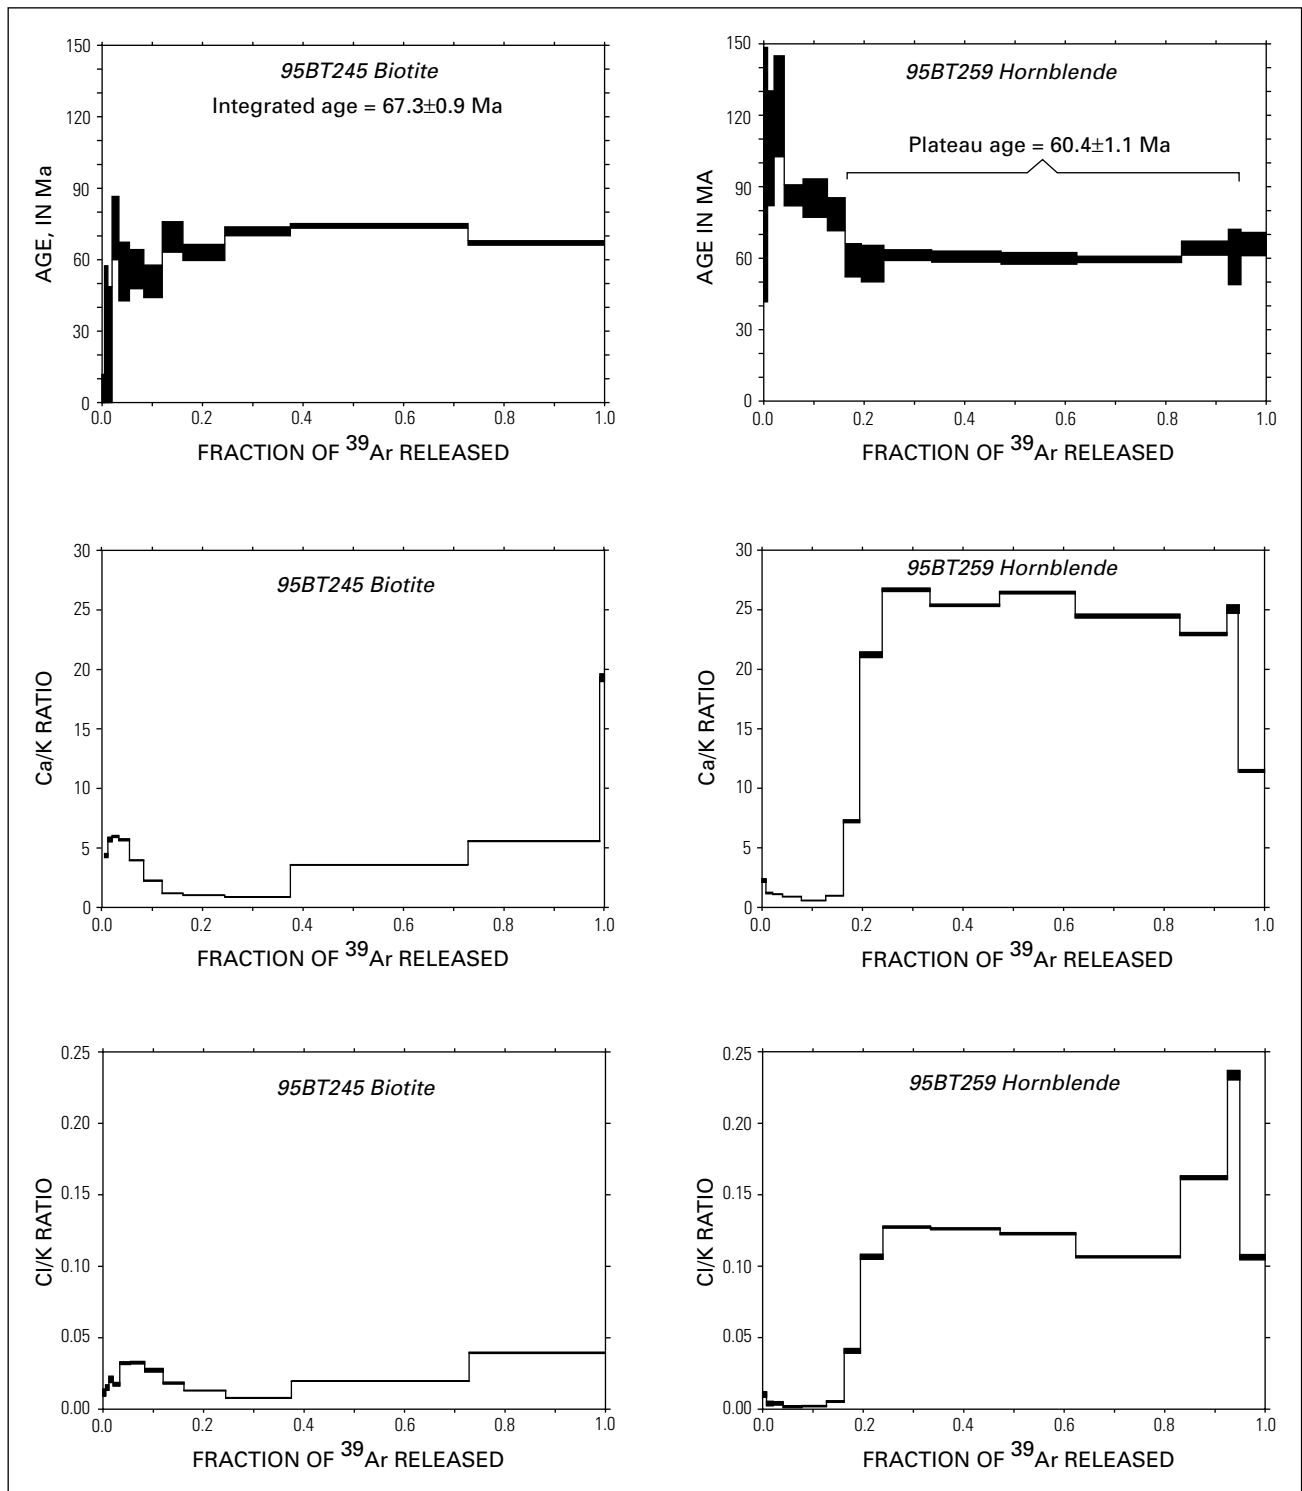 95BT245 Biotite
Integrated age = 67.3±0.9 Ma
AGE, IN Ma
150
120
90
60
30
0
0.0 0.2 0.4 0.6 0.8 1.0
FRACTION OF 39Ar RELEASED
95BT259 Hornblende
Plateau age = 60.4±1.1 Ma
AGE IN MA
150
120
90
60
30
0
0.0 0.2 0.4 0.6 0.8 1.0
FRACTION OF 39Ar RELEASED
95BT245 Biotite
Ca/K RATIO
30
25
20
15
10
5
0
0.0 0.2 0.4 0.6 0.8 1.0
FRACTION OF 39Ar RELEASED
95BT259 Hornblende
Ca/K RATIO
30
25
20
15
10
5
0
0.0 0.2 0.4 0.6 0.8 1.0
FRACTION OF 39Ar RELEASED
95BT245 Biotite
Cl/K RATIO
0.25
0.20
0.15
0.10
0.05
0.00
0.0 0.2 0.4 0.6 0.8 1.0
FRACTION OF 39Ar RELEASED
95BT259 Hornblende
Cl/K RATIO
0.25
0.20
0.15
0.10
0.05
0.00
0.0 0.2 0.4 0.6 0.8 1.0
FRACTION OF 39Ar RELEASED